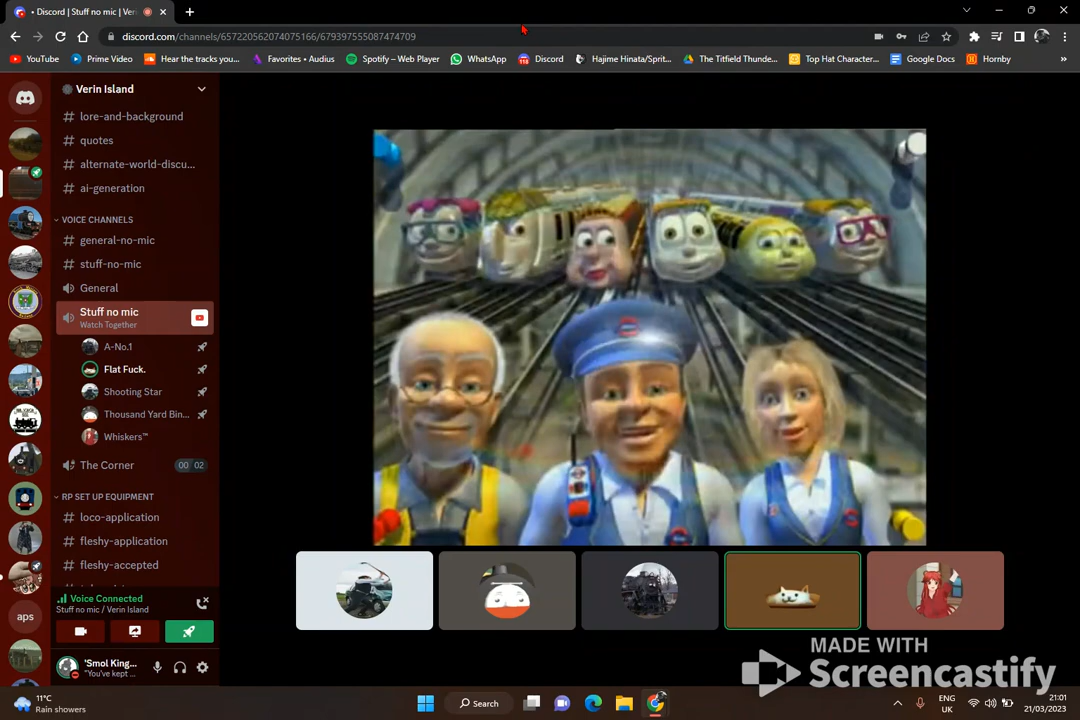 • Discord | Stuff no mic | Veri
discord.com/channels/657220562074075166/679397555087474709
YouTube
Prime Video
Hear the tracks you...
Favorites • Audius
Spotify – Web Player
WhatsApp
118
Discord
Hajime Hinata/Sprit...
The Titfield Thunde...
Top Hat Character...
Google Docs
Hornby
Verin Island
lore-and-background
quotes
alternate-world-discu...
ai-generation
VOICE CHANNELS
general-no-mic
stuff-no-mic
General
Stuff no mic
Watch Together
A-No.1
Flat Fuck.
Shooting Star
Thousand Yard Bin...
Whiskers™
The Corner
00 02
RP SET UP EQUIPMENT
loco-application
fleshy-application
fleshy-accepted
Voice Connected
Stuff no mic / Verin Island
aps
'Smol King...
"You've kept ...
MADE WITH
Screencastify
11°C
Rain showers
Search
ENG
UK
21:01
21/03/2023